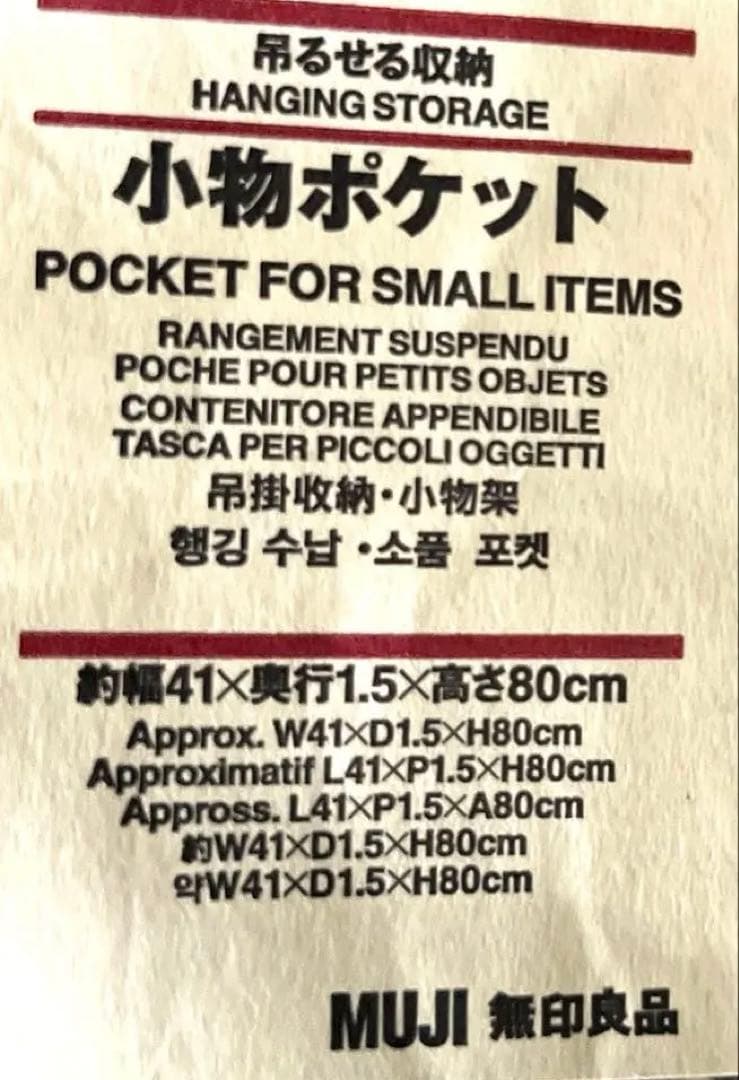 吊るせる収納
HANGING STORAGE
小物ポケット
POCKET FOR SMALL ITEMS
RANGEMENT SUSPENDU
POCHE POUR PETITS OBJETS
CONTENITORE APPENDIBILE
TASCA PER PICCOLI OGGETTI
吊掛收納・小物架
행깅 수납 •소품 포켓
約幅41×奥行1.5×高さ80cm
Approx. W41×D1.5×H80cm
Approximatif L41×P1.5×H80cm
Appross. L41×P1.5×A80cm
約W41×D1.5×H80cm
약W41×D1.5×H80cm
MUJI 無印良品